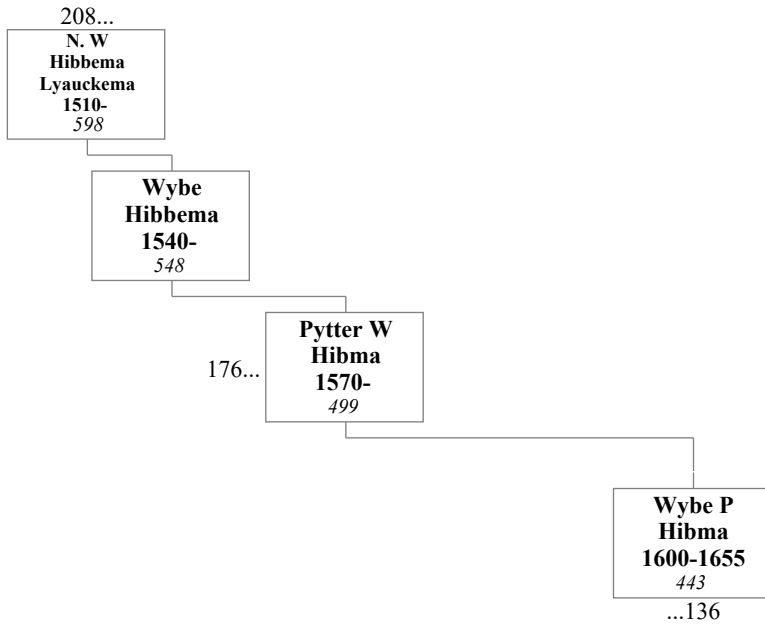 208...
N. W
Hibbema
Lyauckema
1510-
598
Wybe
Hibbema
1540-
548
Pytter W
Hibma
1570-
499
176...
Wybe P
Hibma
1600-1655
443
...136